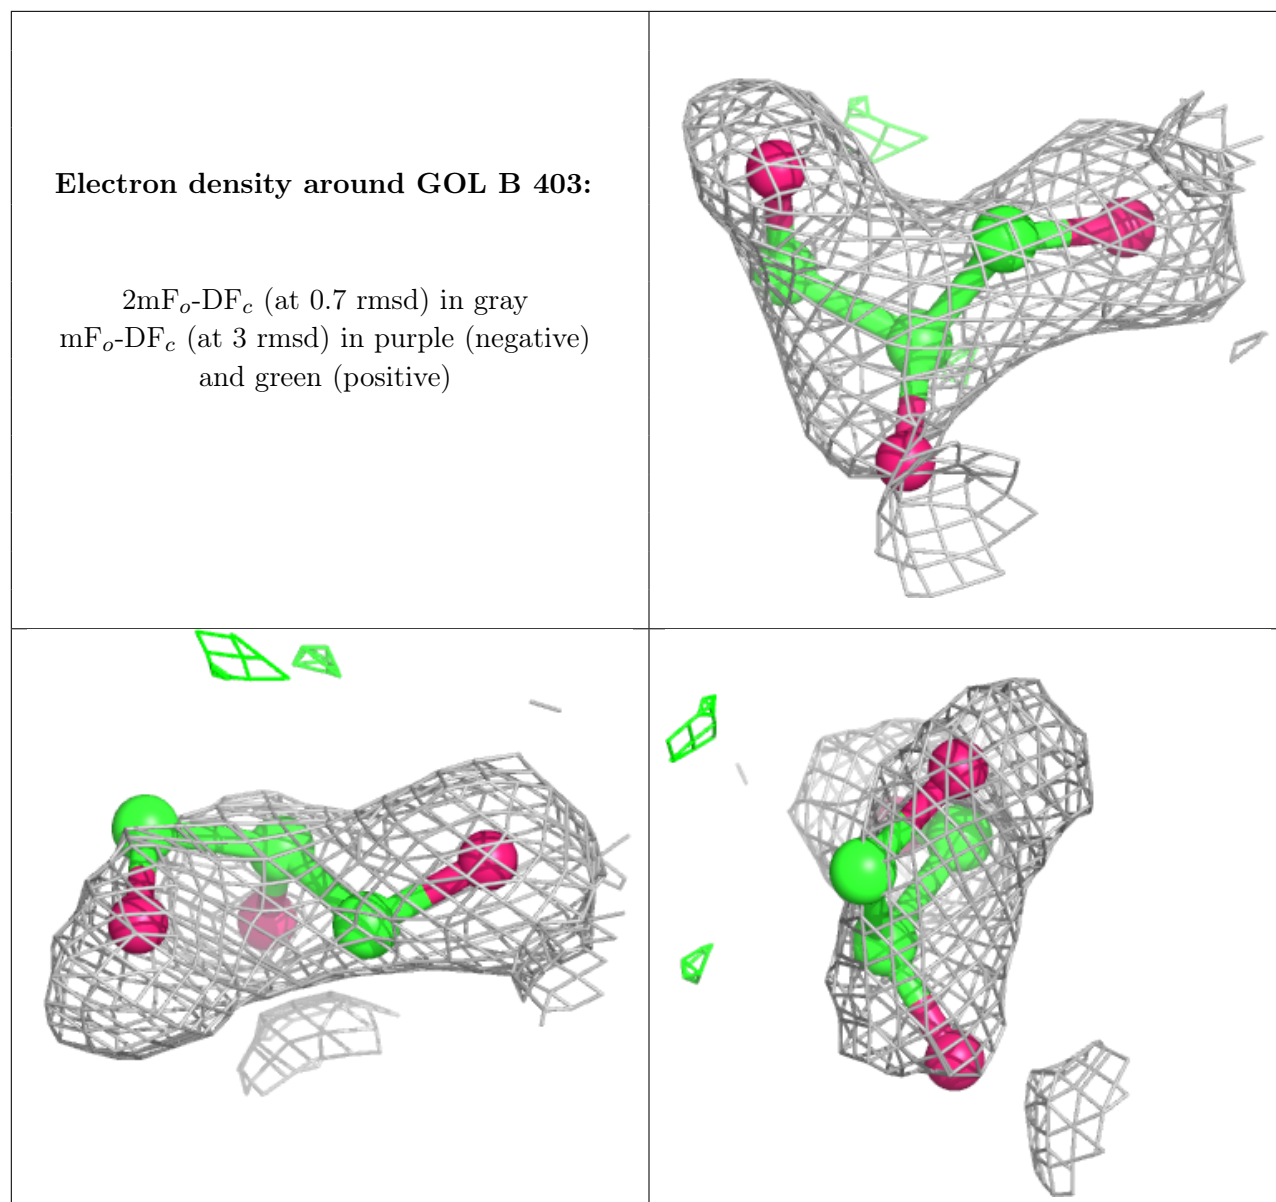 Electron density around GOL B 403:
2mFo-DFc (at 0.7 rmsd) in gray
mFo-DFc (at 3 rmsd) in purple (negative)
and green (positive)